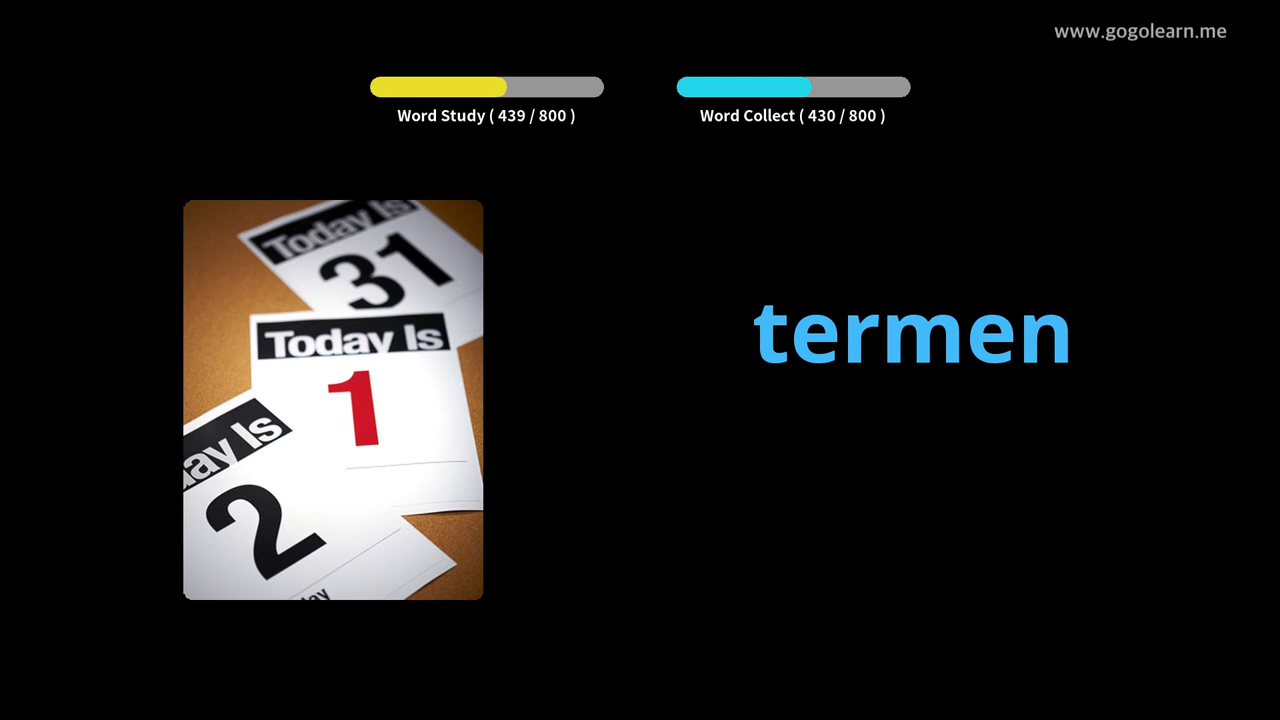 www.gogolearn.me
Word Study ( 439 / 800 )
Word Collect ( 430 / 800 )
Today Is
31
Today Is
1
termen
ay Is
2